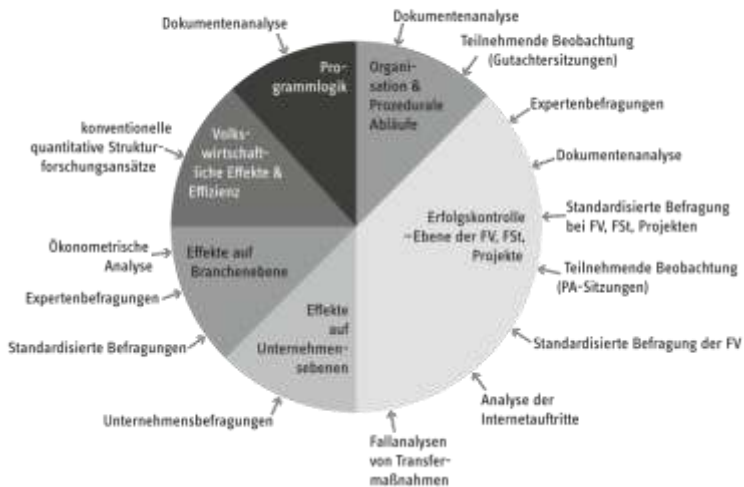 Dokumentenanalyse
Dokumentenanalyse
Teilnehmende Beobachtung
(Gutachtersitzungen)
Expertenbefragungen
Dokumentenanalyse
Standardisierte Befragung
bei FV, FSt, Projekten
Teilnehmende Beobachtung
(PA-Sitzungen)
Standardisierte Befragung der FV
Analyse der
Internetauftritte
Fallanalysen
von Transfer-
maßnahmen
Unternehmensbefragungen
Standardisierte Befragungen
Expertenbefragungen
Ökonometrische
Analyse
konventionelle
quantitative Struktur-
forschungsansätze
Pro-
grammlogik
Organi-
sation &
Prozedurale
Abläufe
Erfolgskontrolle
–Ebene der FV, FSt,
Projekte
Effekte
auf
Unternehmen-
sebenen
Effekte auf
Branchenebene
Volks-
wirtschaft-
liche Effekte &
Effizienz